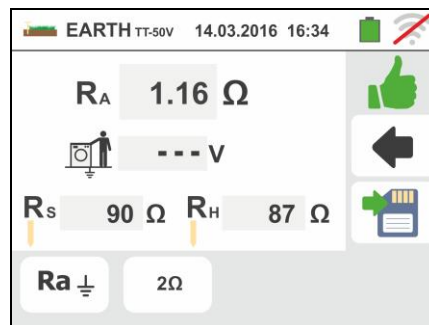 EARTH TT-50V 14.03.2016 16:34
RA 1.16 Ω
--- V
RS 90 Ω RH 87 Ω
Ra 2Ω